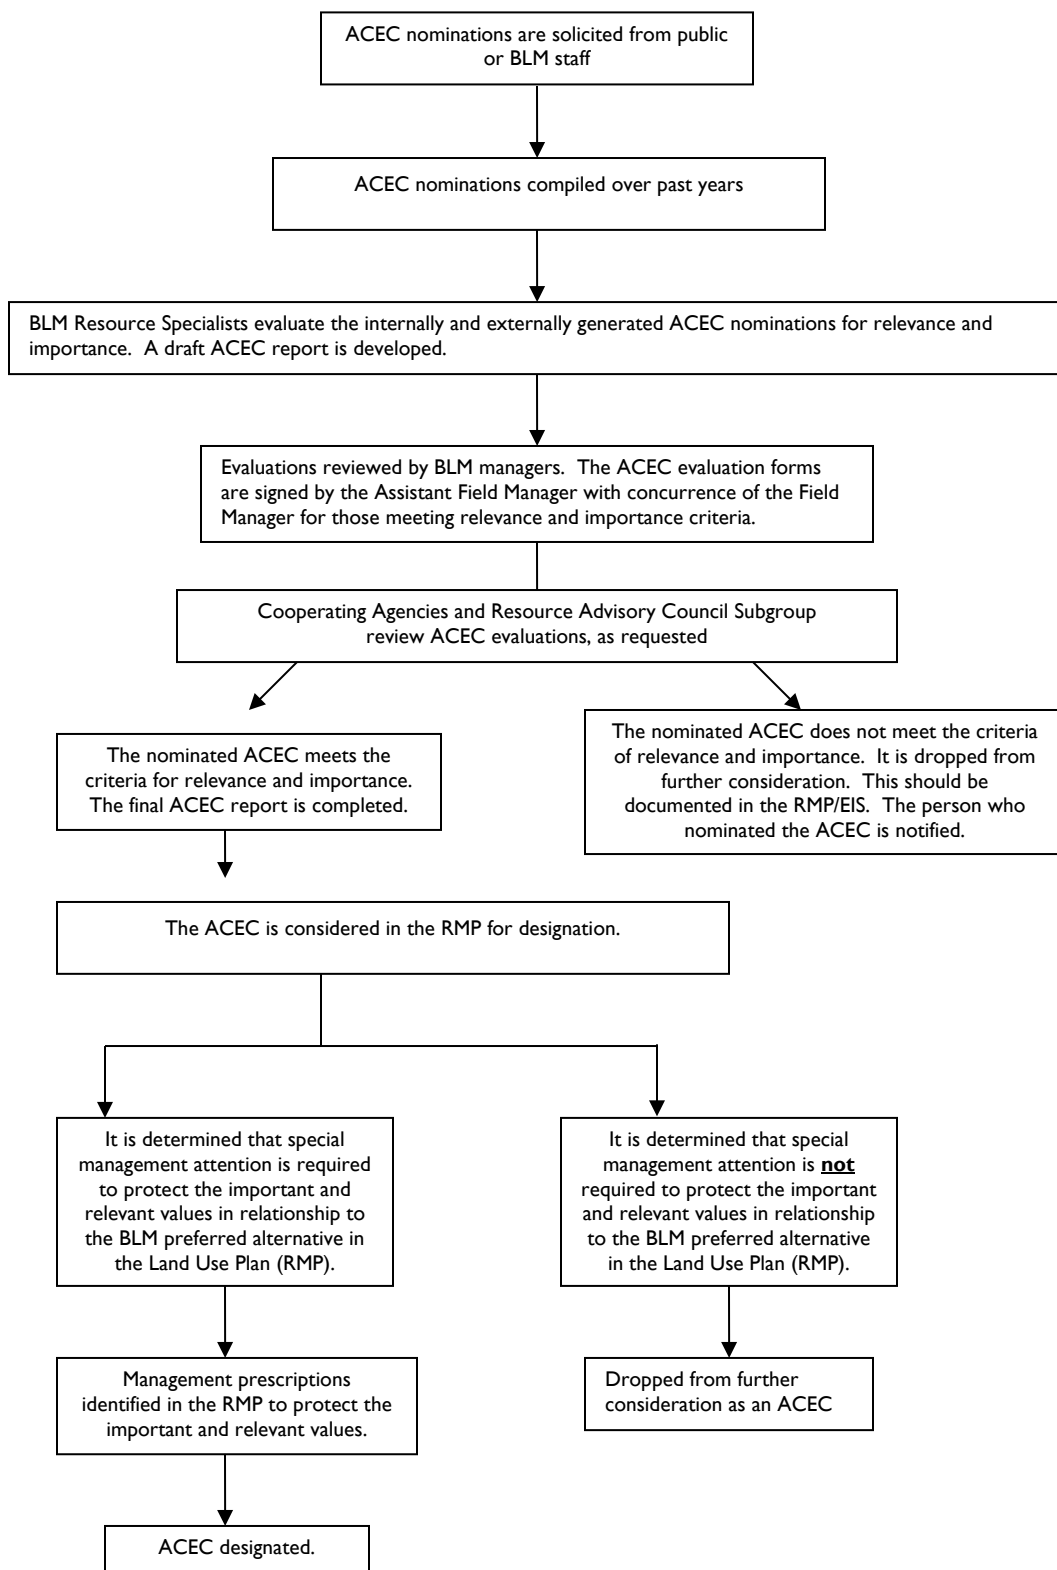 ACEC nominations are solicited from public
or BLM staff
ACEC nominations compiled over past years
BLM Resource Specialists evaluate the internally and externally generated ACEC nominations for relevance and
importance.  A draft ACEC report is developed.
Evaluations reviewed by BLM managers.  The ACEC evaluation forms
are signed by the Assistant Field Manager with concurrence of the Field
Manager for those meeting relevance and importance criteria.
Cooperating Agencies and Resource Advisory Council Subgroup
review ACEC evaluations, as requested
The nominated ACEC meets the
criteria for relevance and importance.
The final ACEC report is completed.
The nominated ACEC does not meet the criteria
of relevance and importance.  It is dropped from
further consideration.  This should be
documented in the RMP/EIS.  The person who
nominated the ACEC is notified.
The ACEC is considered in the RMP for designation.
It is determined that special
management attention is required
to protect the important and
relevant values in relationship to
the BLM preferred alternative in
the Land Use Plan (RMP).
It is determined that special
management attention is not
required to protect the important
and relevant values in relationship
to the BLM preferred alternative
in the Land Use Plan (RMP).
Management prescriptions
identified in the RMP to protect the
important and relevant values.
Dropped from further
consideration as an ACEC
ACEC designated.